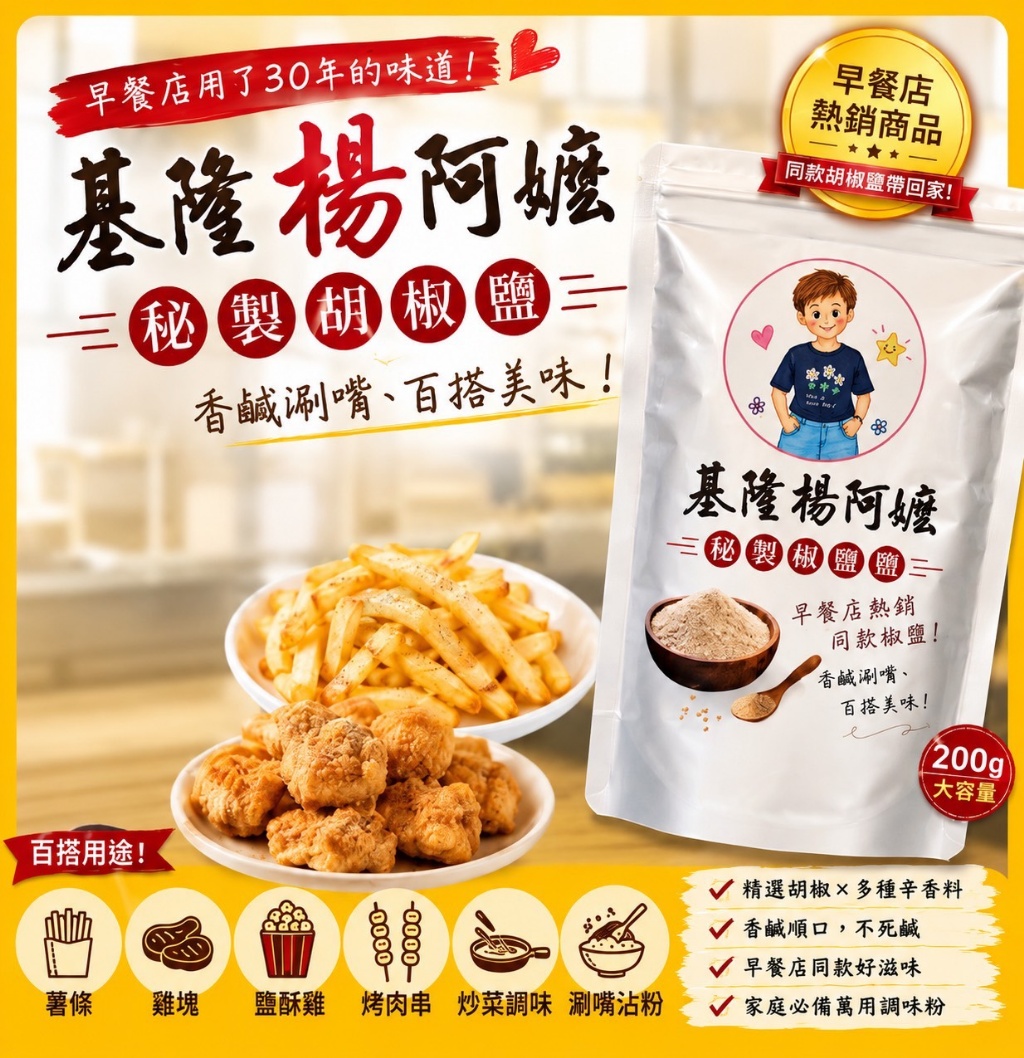 早餐店用了30年的味道!
基隆楊阿嬤
秘製胡椒鹽
香鹹涮嘴、百搭美味!
早餐店
熱銷商品
同款胡椒鹽帶回家!
基隆楊阿嬤
秘製椒鹽鹽
早餐店熱銷
同款椒鹽!
香鹹涮嘴、
百搭美味!
200g
大容量
百搭用途!
薯條
雞塊
鹽酥雞
烤肉串
炒菜調味
涮嘴沾粉
精選胡椒×多種辛香料
香鹹順口,不死鹹
早餐店同款好滋味
家庭必備萬用調味粉